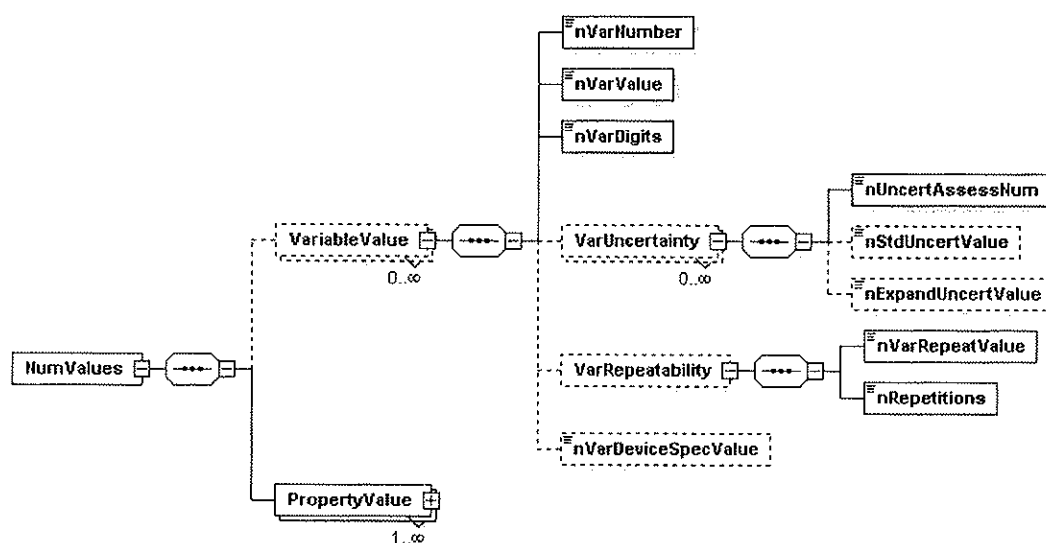 nVarNumber
nVarValue
nVarDigits
nUncertAssessNum
VariableValue
VarUncertainty
nStdUncertValue
0..∞
0..∞
nExpandUncertValue
nVarRepeatValue
NumValues
VarRepeatability
nRepetitions
nVarDeviceSpecValue
PropertyValue
1..∞